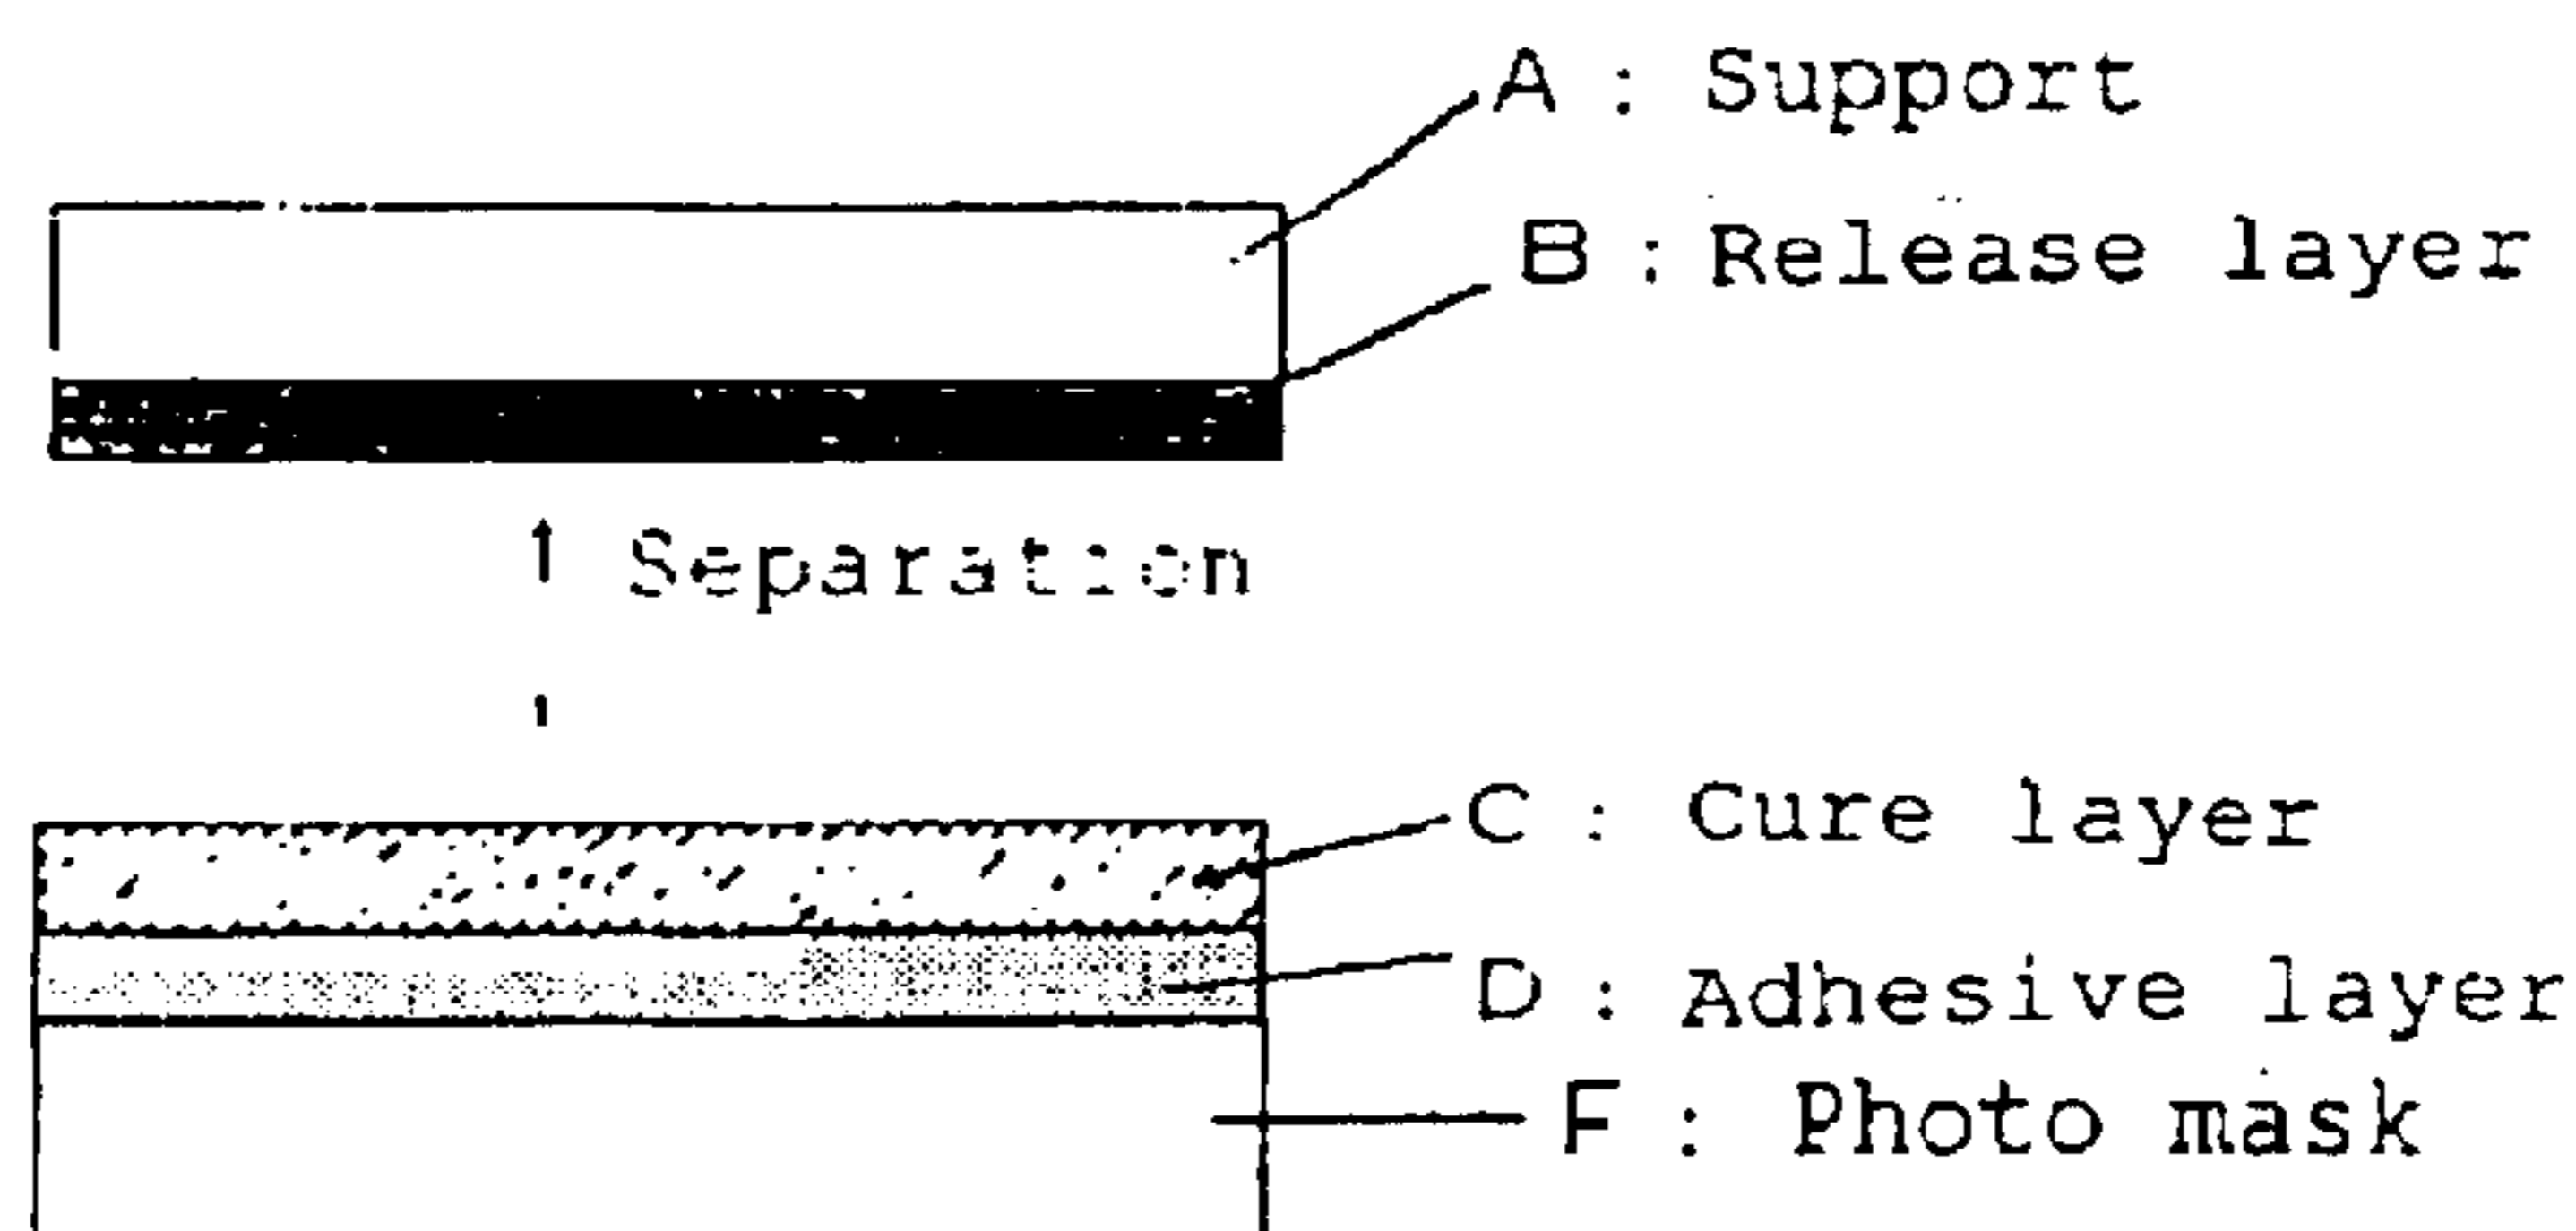 A : Support
B : Release layer
Separation
C : Cure layer
D : Adhesive layer
F : Photo mask